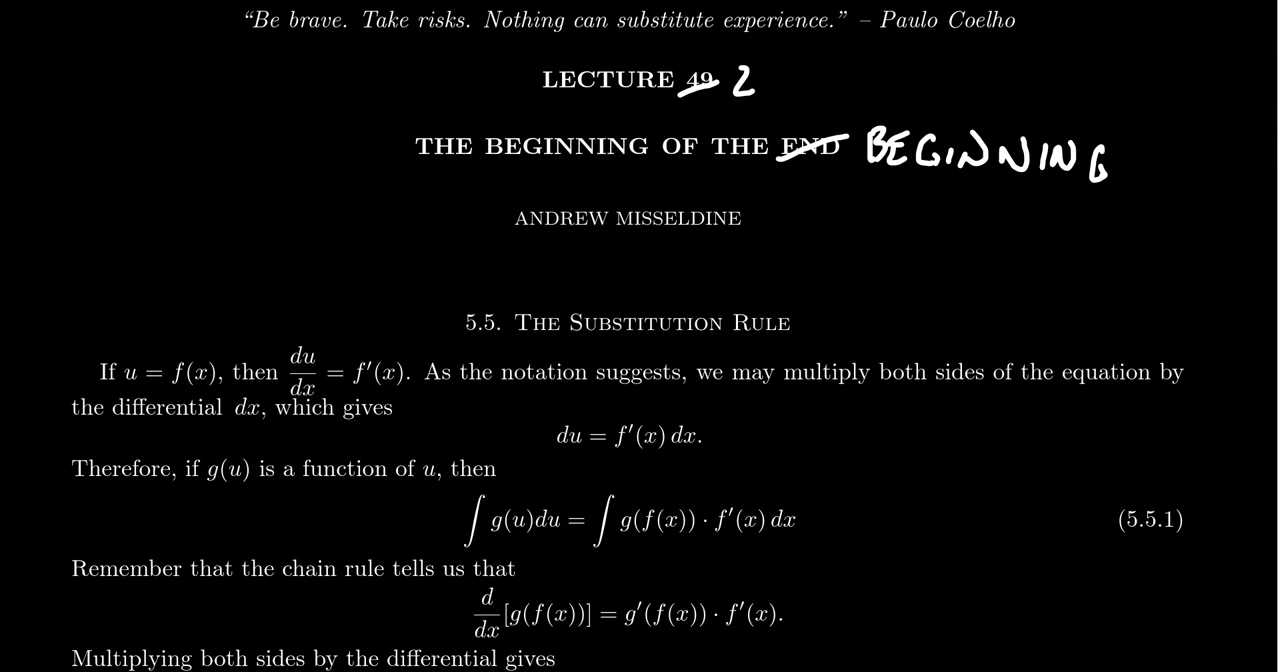 “Be brave. Take risks. Nothing can substitute experience.” – Paulo Coelho
LECTURE 49 2
THE BEGINNING OF THE END BEGINNING
ANDREW MISSELDINE
5.5. The Substitution Rule
If u = f(x), then du/dx = f′(x). As the notation suggests, we may multiply both sides of the equation by
the differential dx, which gives
du = f′(x) dx.
Therefore, if g(u) is a function of u, then
∫ g(u)du = ∫ g(f(x)) · f′(x) dx (5.5.1)
Remember that the chain rule tells us that
d/dx [g(f(x))] = g′(f(x)) · f′(x).
Multiplying both sides by the differential gives